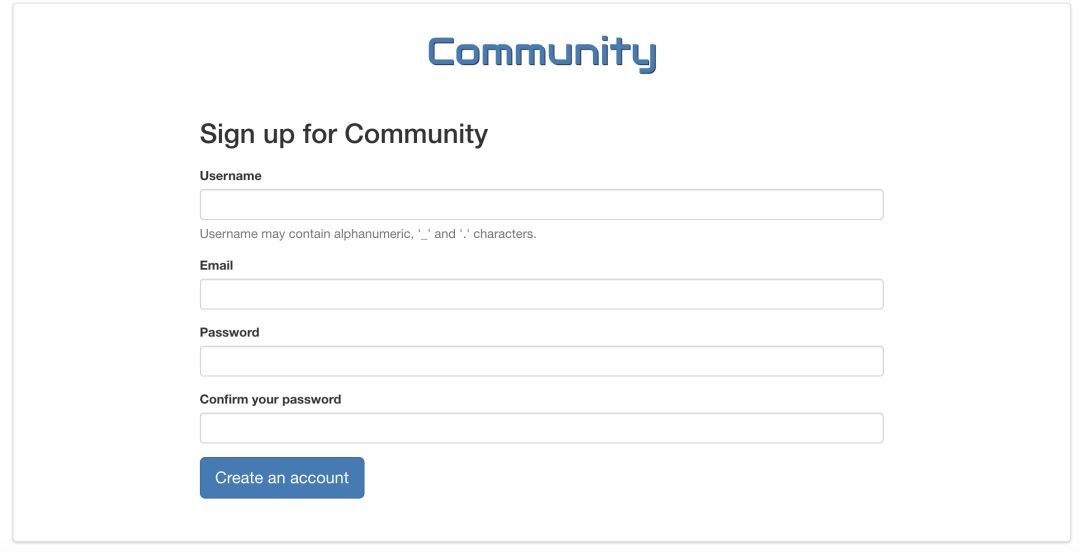 Community
Sign up for Community
Username
Username may contain alphanumeric, '_' and '.' characters.
Email
Password
Confirm your password
Create an account